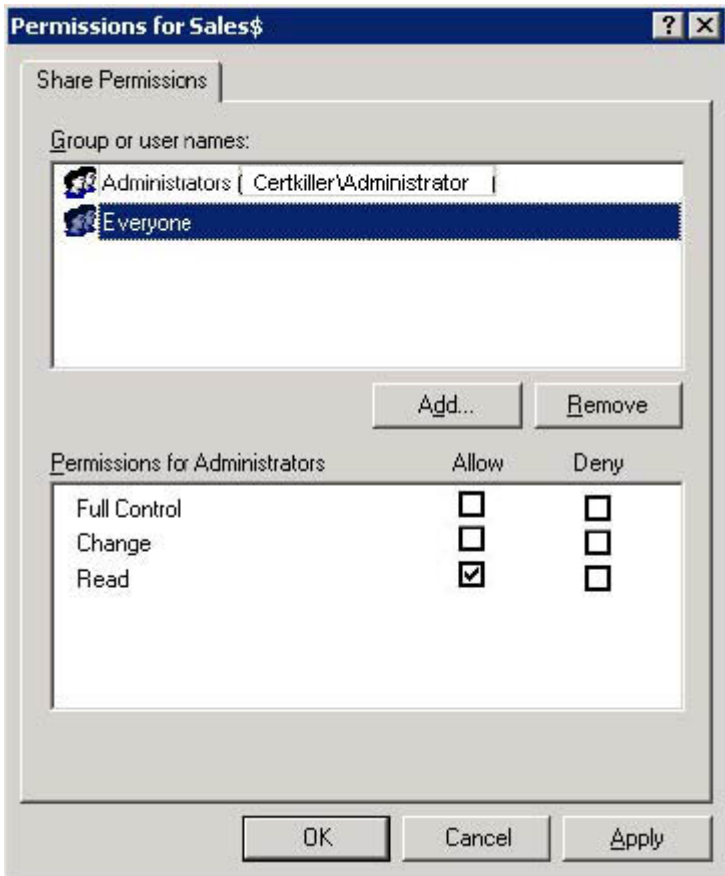 Permissions for Sales$
Share Permissions
Group or user names:
Administrators ( Certkiller\Administrator
Everyone
Add... Remove
Permissions for Administrators Allow Deny
Full Control
Change
Read
OK Cancel Apply